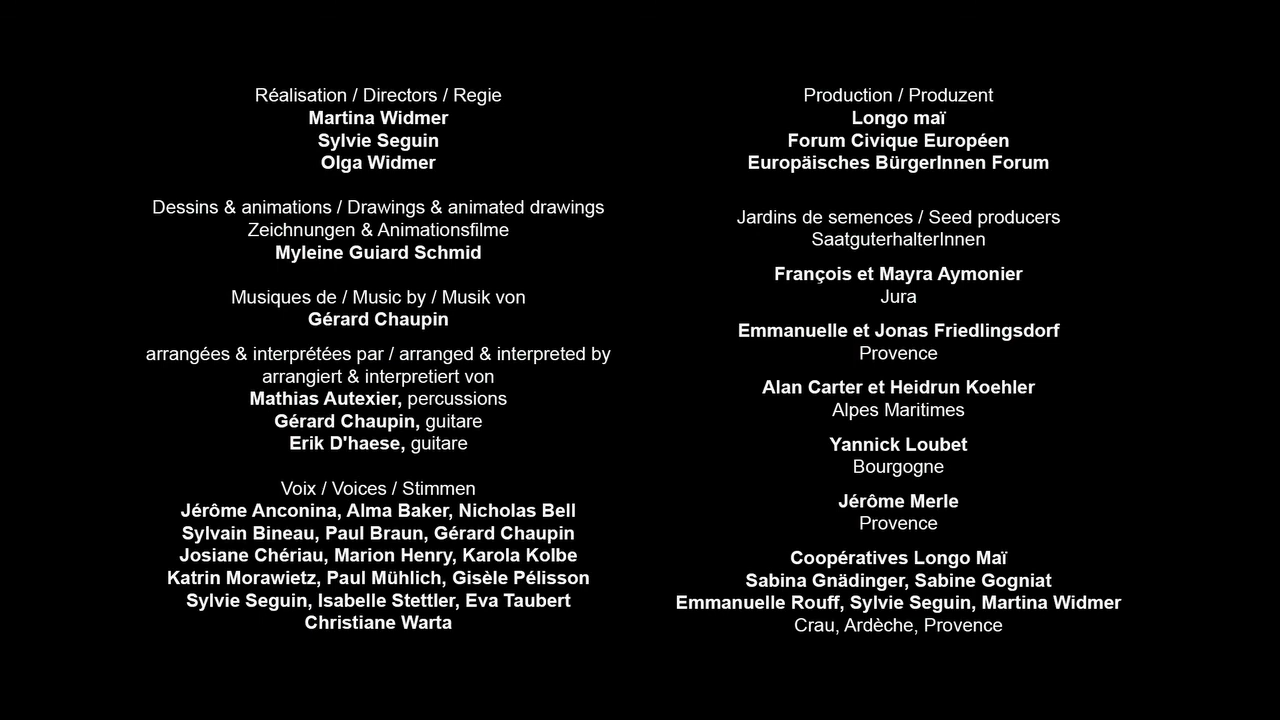 Réalisation / Directors / Regie
Martina Widmer
Sylvie Seguin
Olga Widmer
Dessins & animations / Drawings & animated drawings
Zeichnungen & Animationsfilme
Myleine Guiard Schmid
Musiques de / Music by / Musik von
Gérard Chaupin
arrangées & interprétées par / arranged & interpreted by
arrangiert & interpretiert von
Mathias Autexier, percussions
Gérard Chaupin, guitare
Erik D'haese, guitare
Voix / Voices / Stimmen
Jérôme Anconina, Alma Baker, Nicholas Bell
Sylvain Bineau, Paul Braun, Gérard Chaupin
Josiane Chériau, Marion Henry, Karola Kolbe
Katrin Morawietz, Paul Mühlich, Gisèle Pélisson
Sylvie Seguin, Isabelle Stettler, Eva Taubert
Christiane Warta
Production / Produzent
Longo maï
Forum Civique Européen
Europäisches BürgerInnen Forum
Jardins de semences / Seed producers
SaatguterhalterInnen
François et Mayra Aymonier
Jura
Emmanuelle et Jonas Friedlingsdorf
Provence
Alan Carter et Heidrun Koehler
Alpes Maritimes
Yannick Loubet
Bourgogne
Jérôme Merle
Provence
Coopératives Longo Maï
Sabina Gnädinger, Sabine Gogniat
Emmanuelle Rouff, Sylvie Seguin, Martina Widmer
Crau, Ardèche, Provence